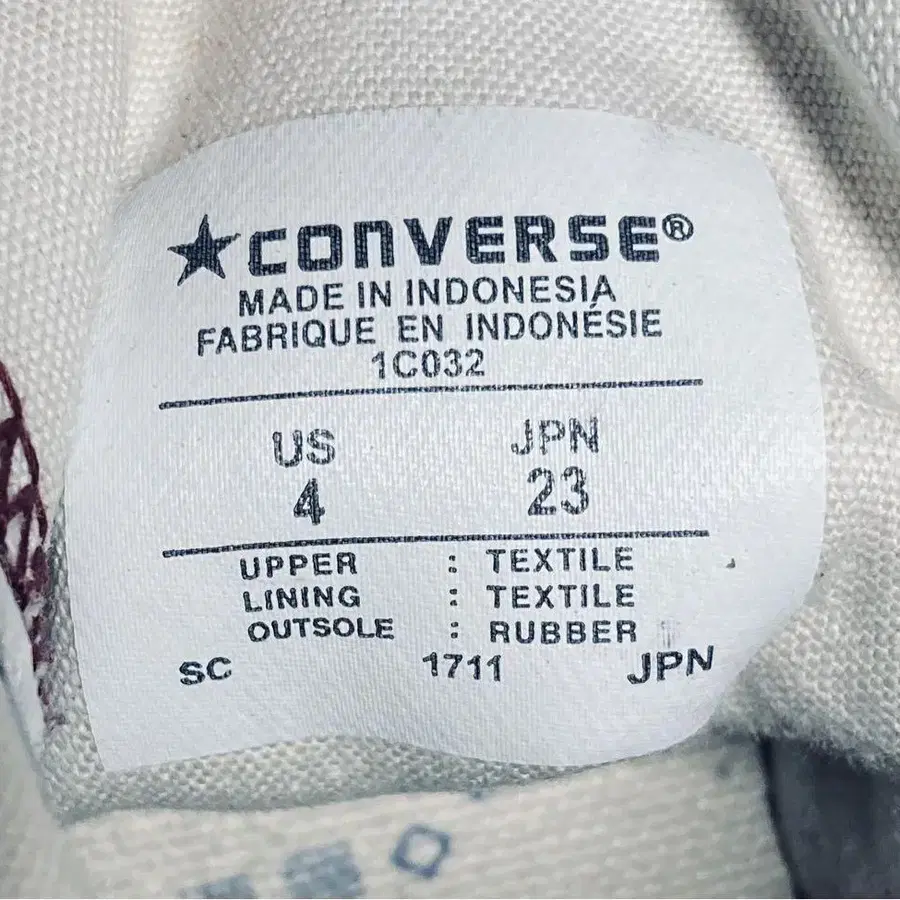 ★CONVERSE®
MADE IN INDONESIA
FABRIQUE EN INDONÉSIE
1C032
US JPN
4 23
UPPER : TEXTILE
LINING : TEXTILE
OUTSOLE : RUBBER
SC 1711 JPN